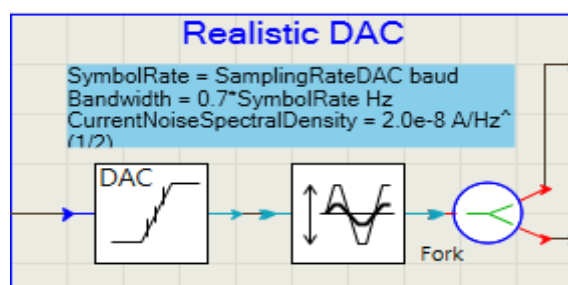 Realistic DAC
SymbolRate = SamplingRateDAC baud
Bandwidth = 0.7*SymbolRate Hz
CurrentNoiseSpectralDensity = 2.0e-8 A/Hz^
(1/2)
DAC
Fork